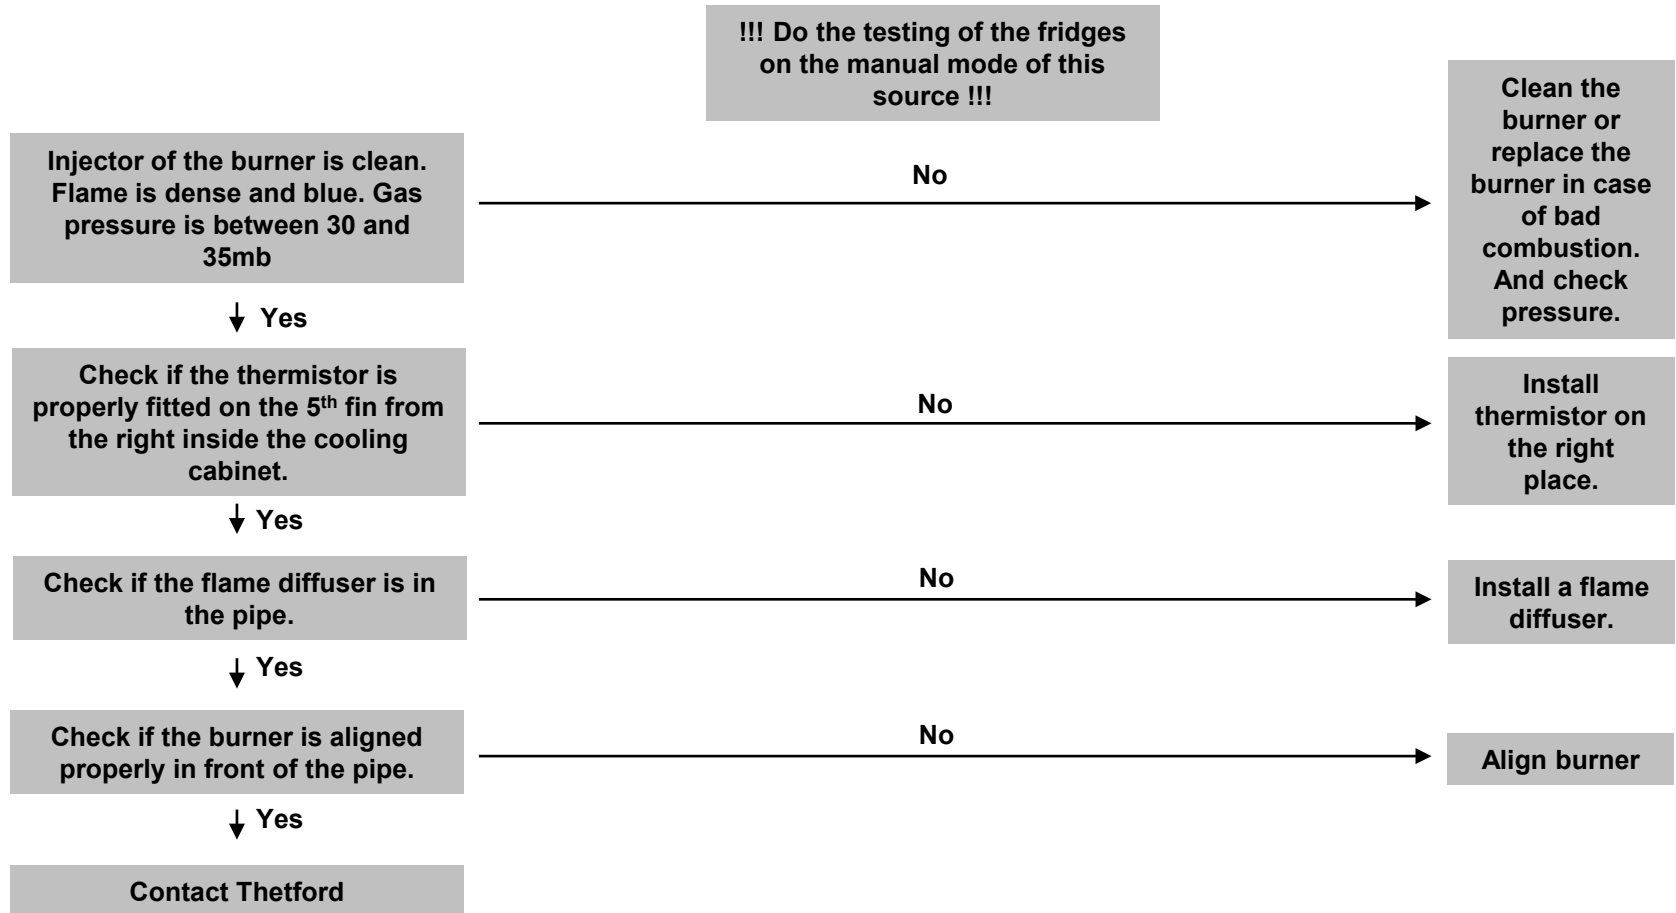 !!! Do the testing of the fridges
on the manual mode of this
source !!!
Injector of the burner is clean.
Flame is dense and blue. Gas
pressure is between 30 and
35mb
No
Clean the
burner or
replace the
burner in case
of bad
combustion.
And check
pressure.
Yes
Check if the thermistor is
properly fitted on the 5th fin from
the right inside the cooling
cabinet.
No
Install
thermistor on
the right
place.
Yes
Check if the flame diffuser is in
the pipe.
No
Install a flame
diffuser.
Yes
Check if the burner is aligned
properly in front of the pipe.
No
Align burner
Yes
Contact Thetford